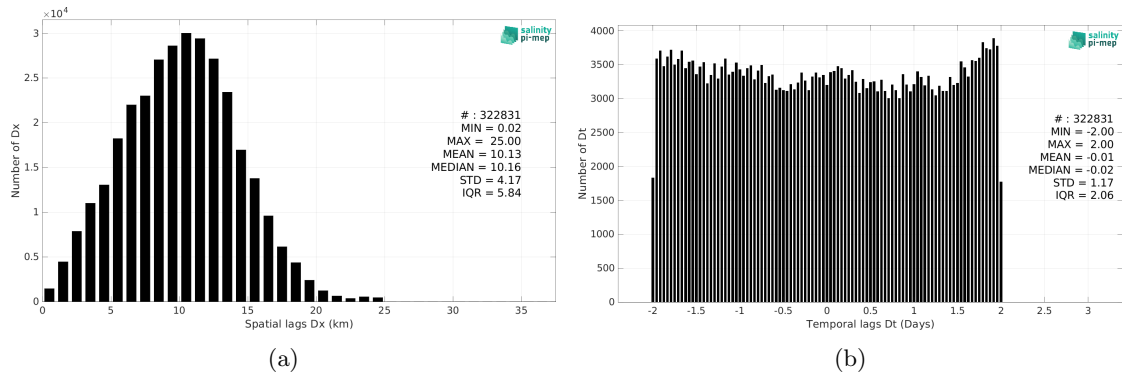 ×10^4
3
2.5
2
1.5
1
0.5
0
Number of Dx
salinity
pi-mep
# : 322831
MIN = 0.02
MAX = 25.00
MEAN = 10.13
MEDIAN = 10.16
STD = 4.17
IQR = 5.84
0 5 10 15 20 25 30 35
Spatial lags Dx (km)
(a)
4000
3500
3000
2500
2000
1500
1000
500
0
Number of Dt
salinity
pi-mep
# : 322831
MIN = -2.00
MAX = 2.00
MEAN = -0.01
MEDIAN = -0.02
STD = 1.17
IQR = 2.06
-2 -1.5 -1 -0.5 0 0.5 1 1.5 2 2.5 3
Temporal lags Dt (Days)
(b)